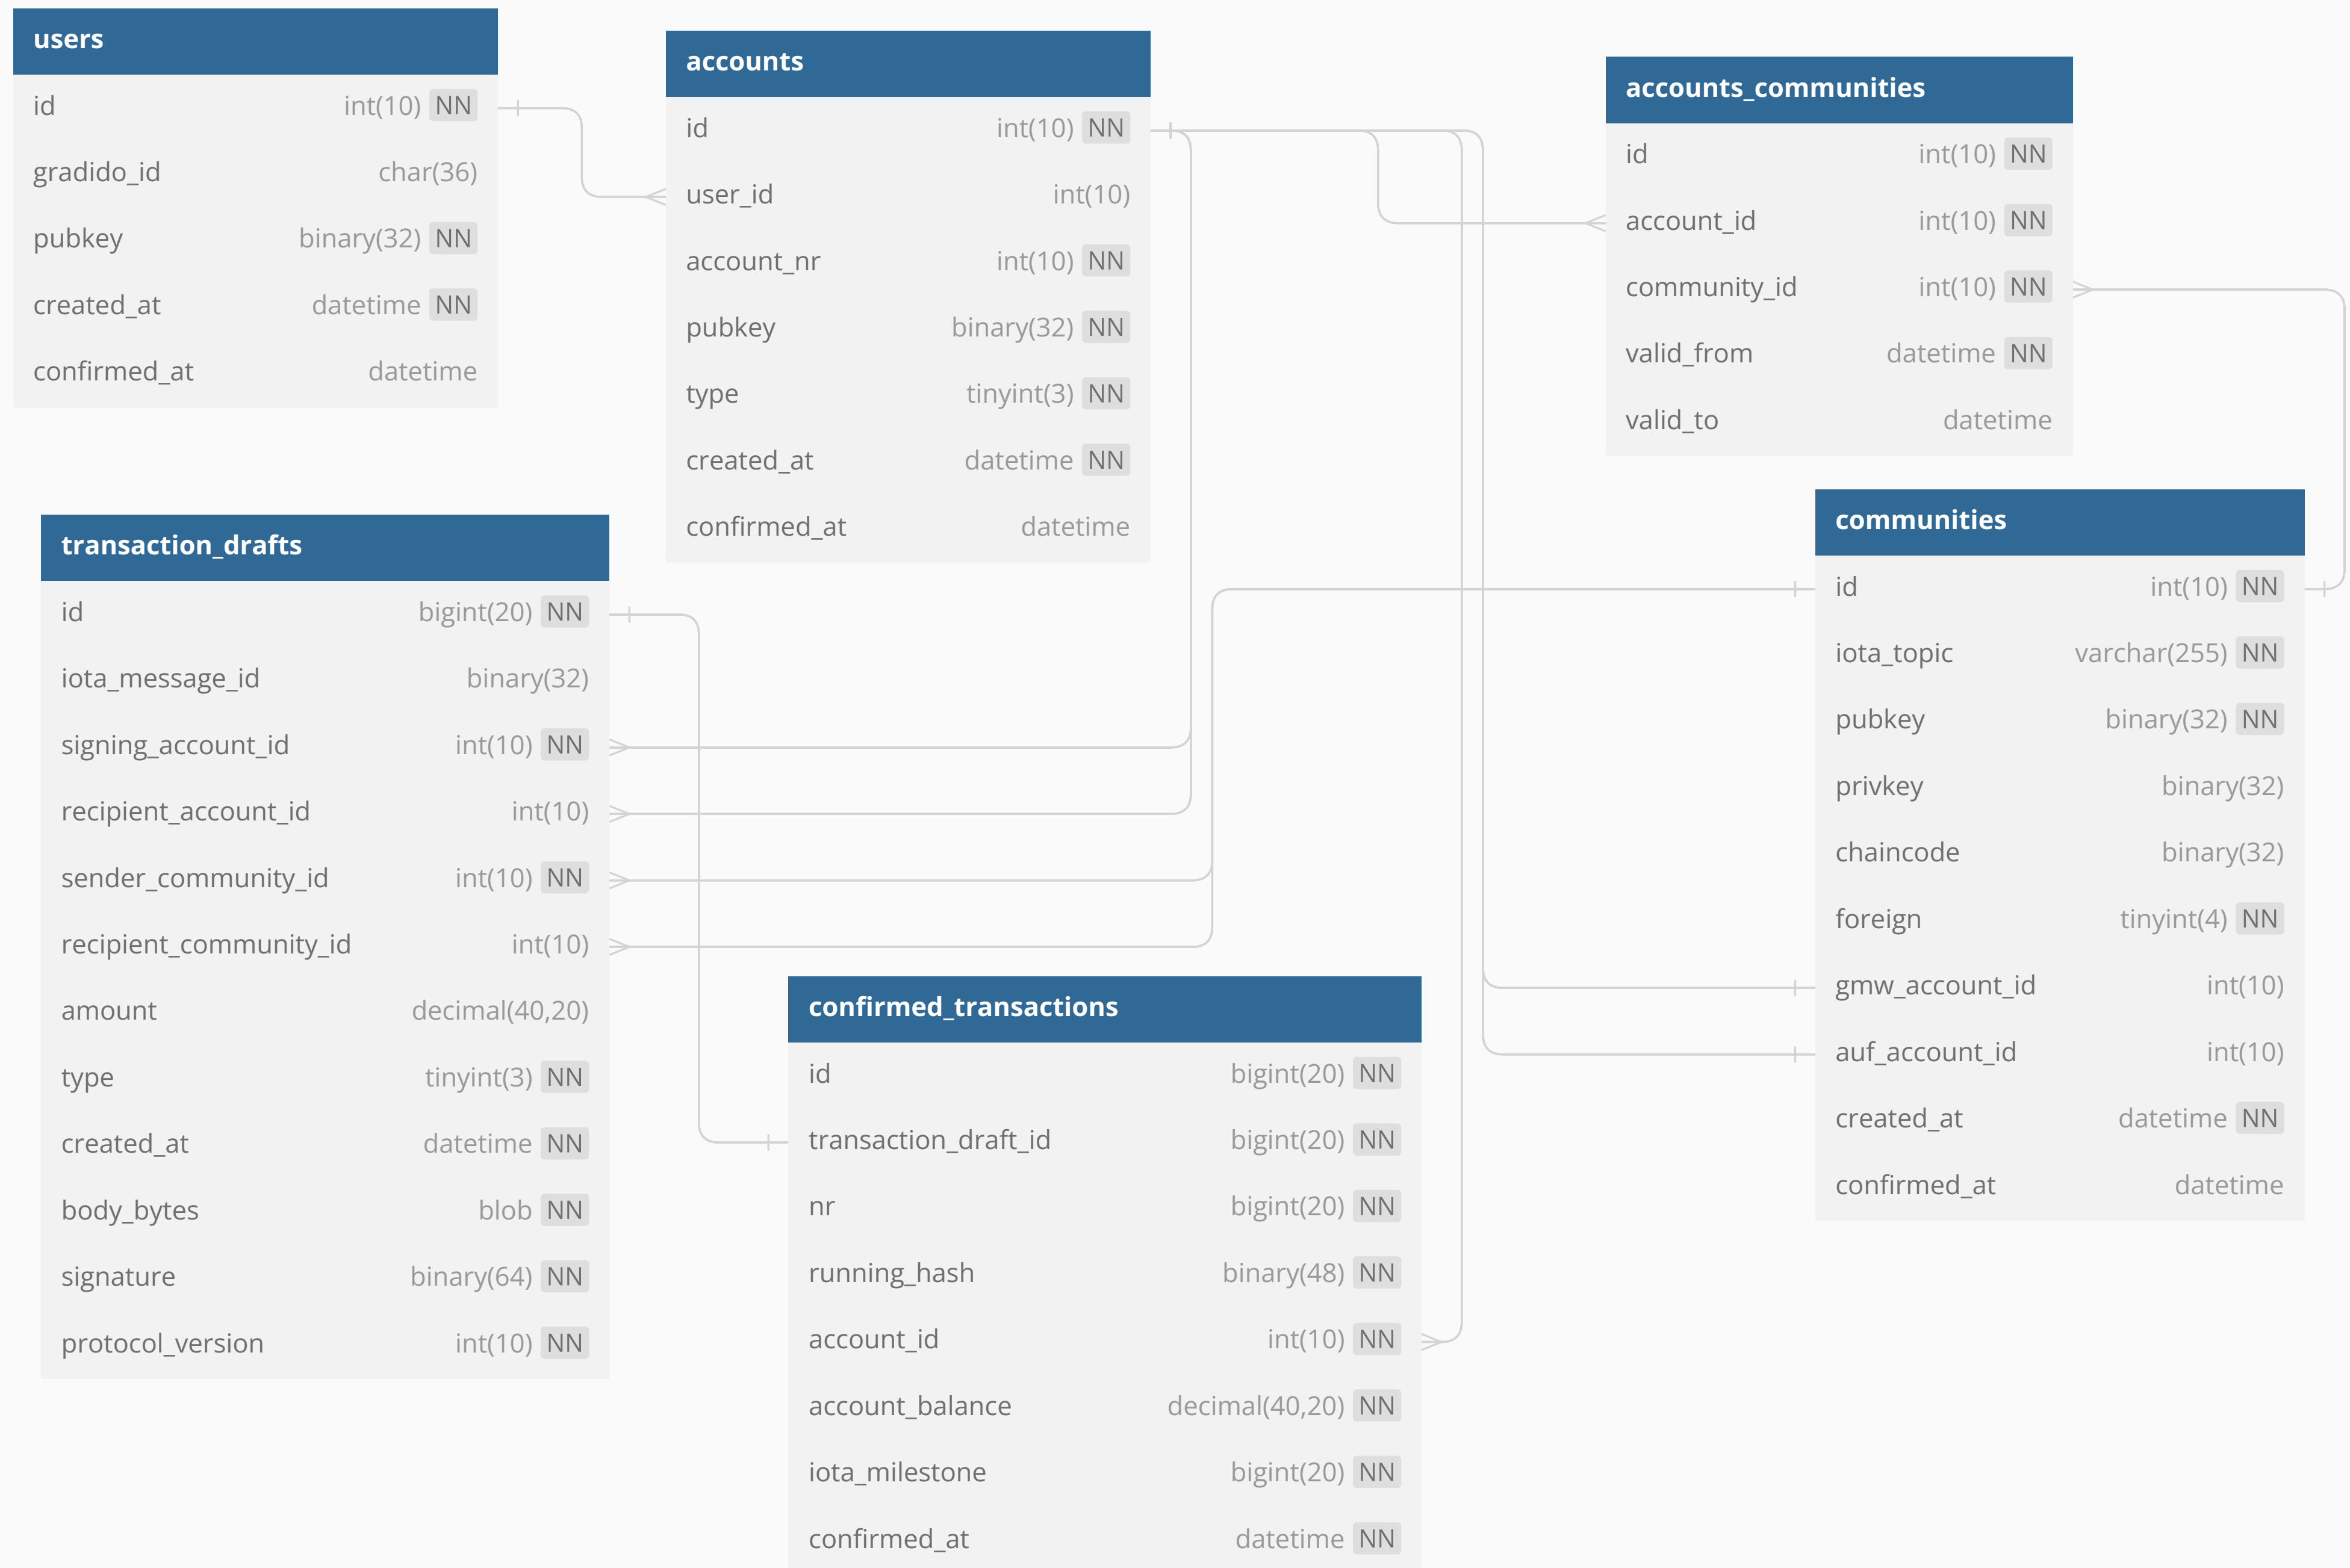 users
id int(10) NN
gradido_id char(36)
pubkey binary(32) NN
created_at datetime NN
confirmed_at datetime
accounts
id int(10) NN
user_id int(10)
account_nr int(10) NN
pubkey binary(32) NN
type tinyint(3) NN
created_at datetime NN
confirmed_at datetime
accounts_communities
id int(10) NN
account_id int(10) NN
community_id int(10) NN
valid_from datetime NN
valid_to datetime
transaction_drafts
id bigint(20) NN
iota_message_id binary(32)
signing_account_id int(10) NN
recipient_account_id int(10)
sender_community_id int(10) NN
recipient_community_id int(10)
amount decimal(40,20)
type tinyint(3) NN
created_at datetime NN
body_bytes blob NN
signature binary(64) NN
protocol_version int(10) NN
communities
id int(10) NN
iota_topic varchar(255) NN
pubkey binary(32) NN
privkey binary(32)
chaincode binary(32)
foreign tinyint(4) NN
gmw_account_id int(10)
auf_account_id int(10)
created_at datetime NN
confirmed_at datetime
confirmed_transactions
id bigint(20) NN
transaction_draft_id bigint(20) NN
nr bigint(20) NN
running_hash binary(48) NN
account_id int(10) NN
account_balance decimal(40,20) NN
iota_milestone bigint(20) NN
confirmed_at datetime NN